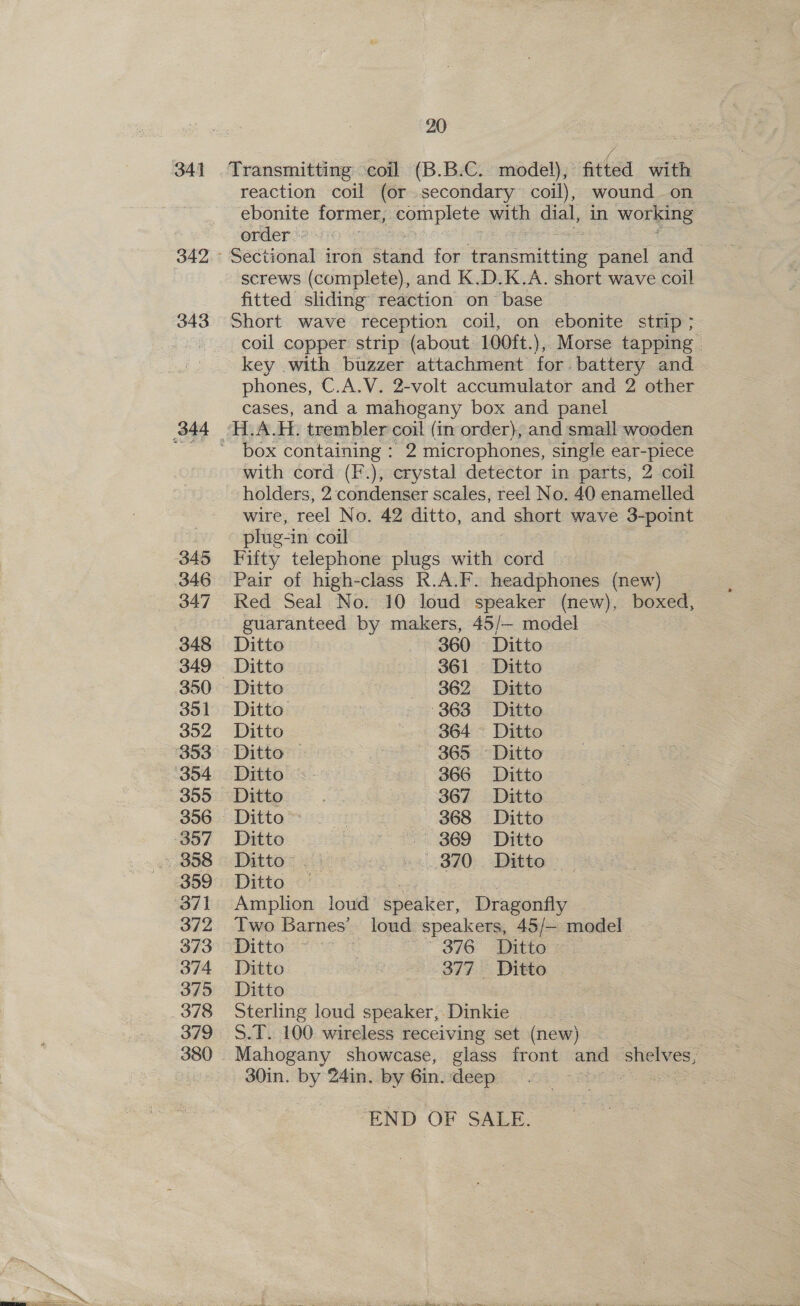 20
341 Transmitting coil (B.B.C. model), fitted with
reaction coil (or secondary coil), wound on
ebonite former, complete with dial, in working
order
342 Sectional iron stand for transmitting panel and
screws (complete), and K.D.K.A. short wave coil
fitted sliding reaction on base
343 Short wave reception coil, on ebonite strip ;
coil copper strip (about 100ft.), Morse tapping
key with buzzer attachment for battery and
phones, C.A.V. 2-volt accumulator and 2 other
cases, and a mahogany box and panel
344 H.A.H. trembler coil (in order), and small wooden
box containing : 2 microphones, single ear-piece
with cord (F.), crystal detector in parts, 2 coil
holders, 2 condenser scales, reel No. 40 enamelled
wire, reel No. 42 ditto, and short wave 3-point
plug-in coil
345 Fifty telephone plugs with cord
346 Pair of high-class R.A.F. headphones (new)
347 Red Seal No. 10 loud speaker (new), boxed,
guaranteed by makers, 45/– model
348 Ditto 360 Ditto
349 Ditto 361 Ditto
350 Ditto 362 Ditto
351 Ditto 363 Ditto
352 Ditto 364 Ditto
353 Ditto 365 Ditto
354 Ditto 366 Ditto
355 Ditto 367 Ditto
356 Ditto 368 Ditto
357 Ditto 369 Ditto
358 Ditto 370 Ditto
359 Ditto
371 Amplion loud speaker, Dragonfly
372 Two Barnes' loud speakers, 45/– model
373 Ditto 376 Ditto
374 Ditto 377 Ditto
375 Ditto
378 Sterling loud speaker, Dinkie
379 S.T. 100 wireless receiving set (new)
380 Mahogany showcase, glass front and shelves,
30in. by 24in. by 6in. deep
END OF SALE.